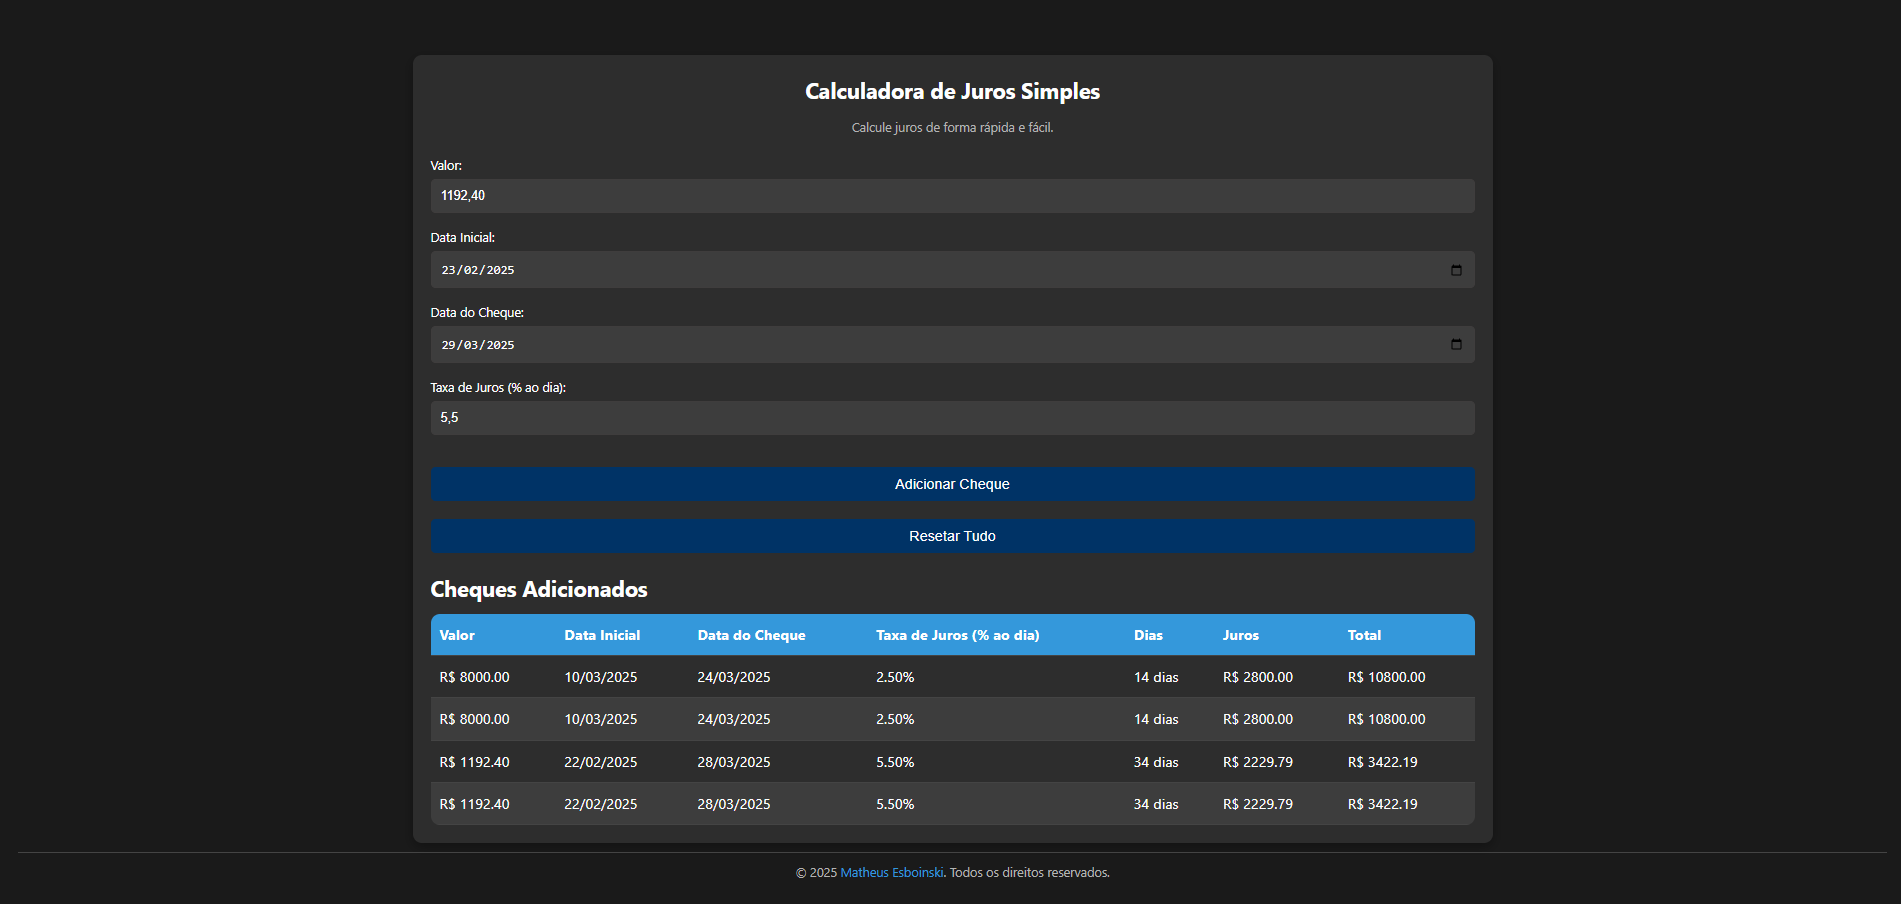 Calculadora de Juros Simples
Calcule juros de forma rápida e fácil.
Valor:
1192,40
Data Inicial:
23/02/2025
Data do Cheque:
29/03/2025
Taxa de Juros (% ao dia):
5,5
Adicionar Cheque
Resetar Tudo
Cheques Adicionados
Valor Data Inicial Data do Cheque Taxa de Juros (% ao dia) Dias Juros Total
R$ 8000.00 10/03/2025 24/03/2025 2.50% 14 dias R$ 2800.00 R$ 10800.00
R$ 8000.00 10/03/2025 24/03/2025 2.50% 14 dias R$ 2800.00 R$ 10800.00
R$ 1192.40 22/02/2025 28/03/2025 5.50% 34 dias R$ 2229.79 R$ 3422.19
R$ 1192.40 22/02/2025 28/03/2025 5.50% 34 dias R$ 2229.79 R$ 3422.19
© 2025 Matheus Esboinski. Todos os direitos reservados.